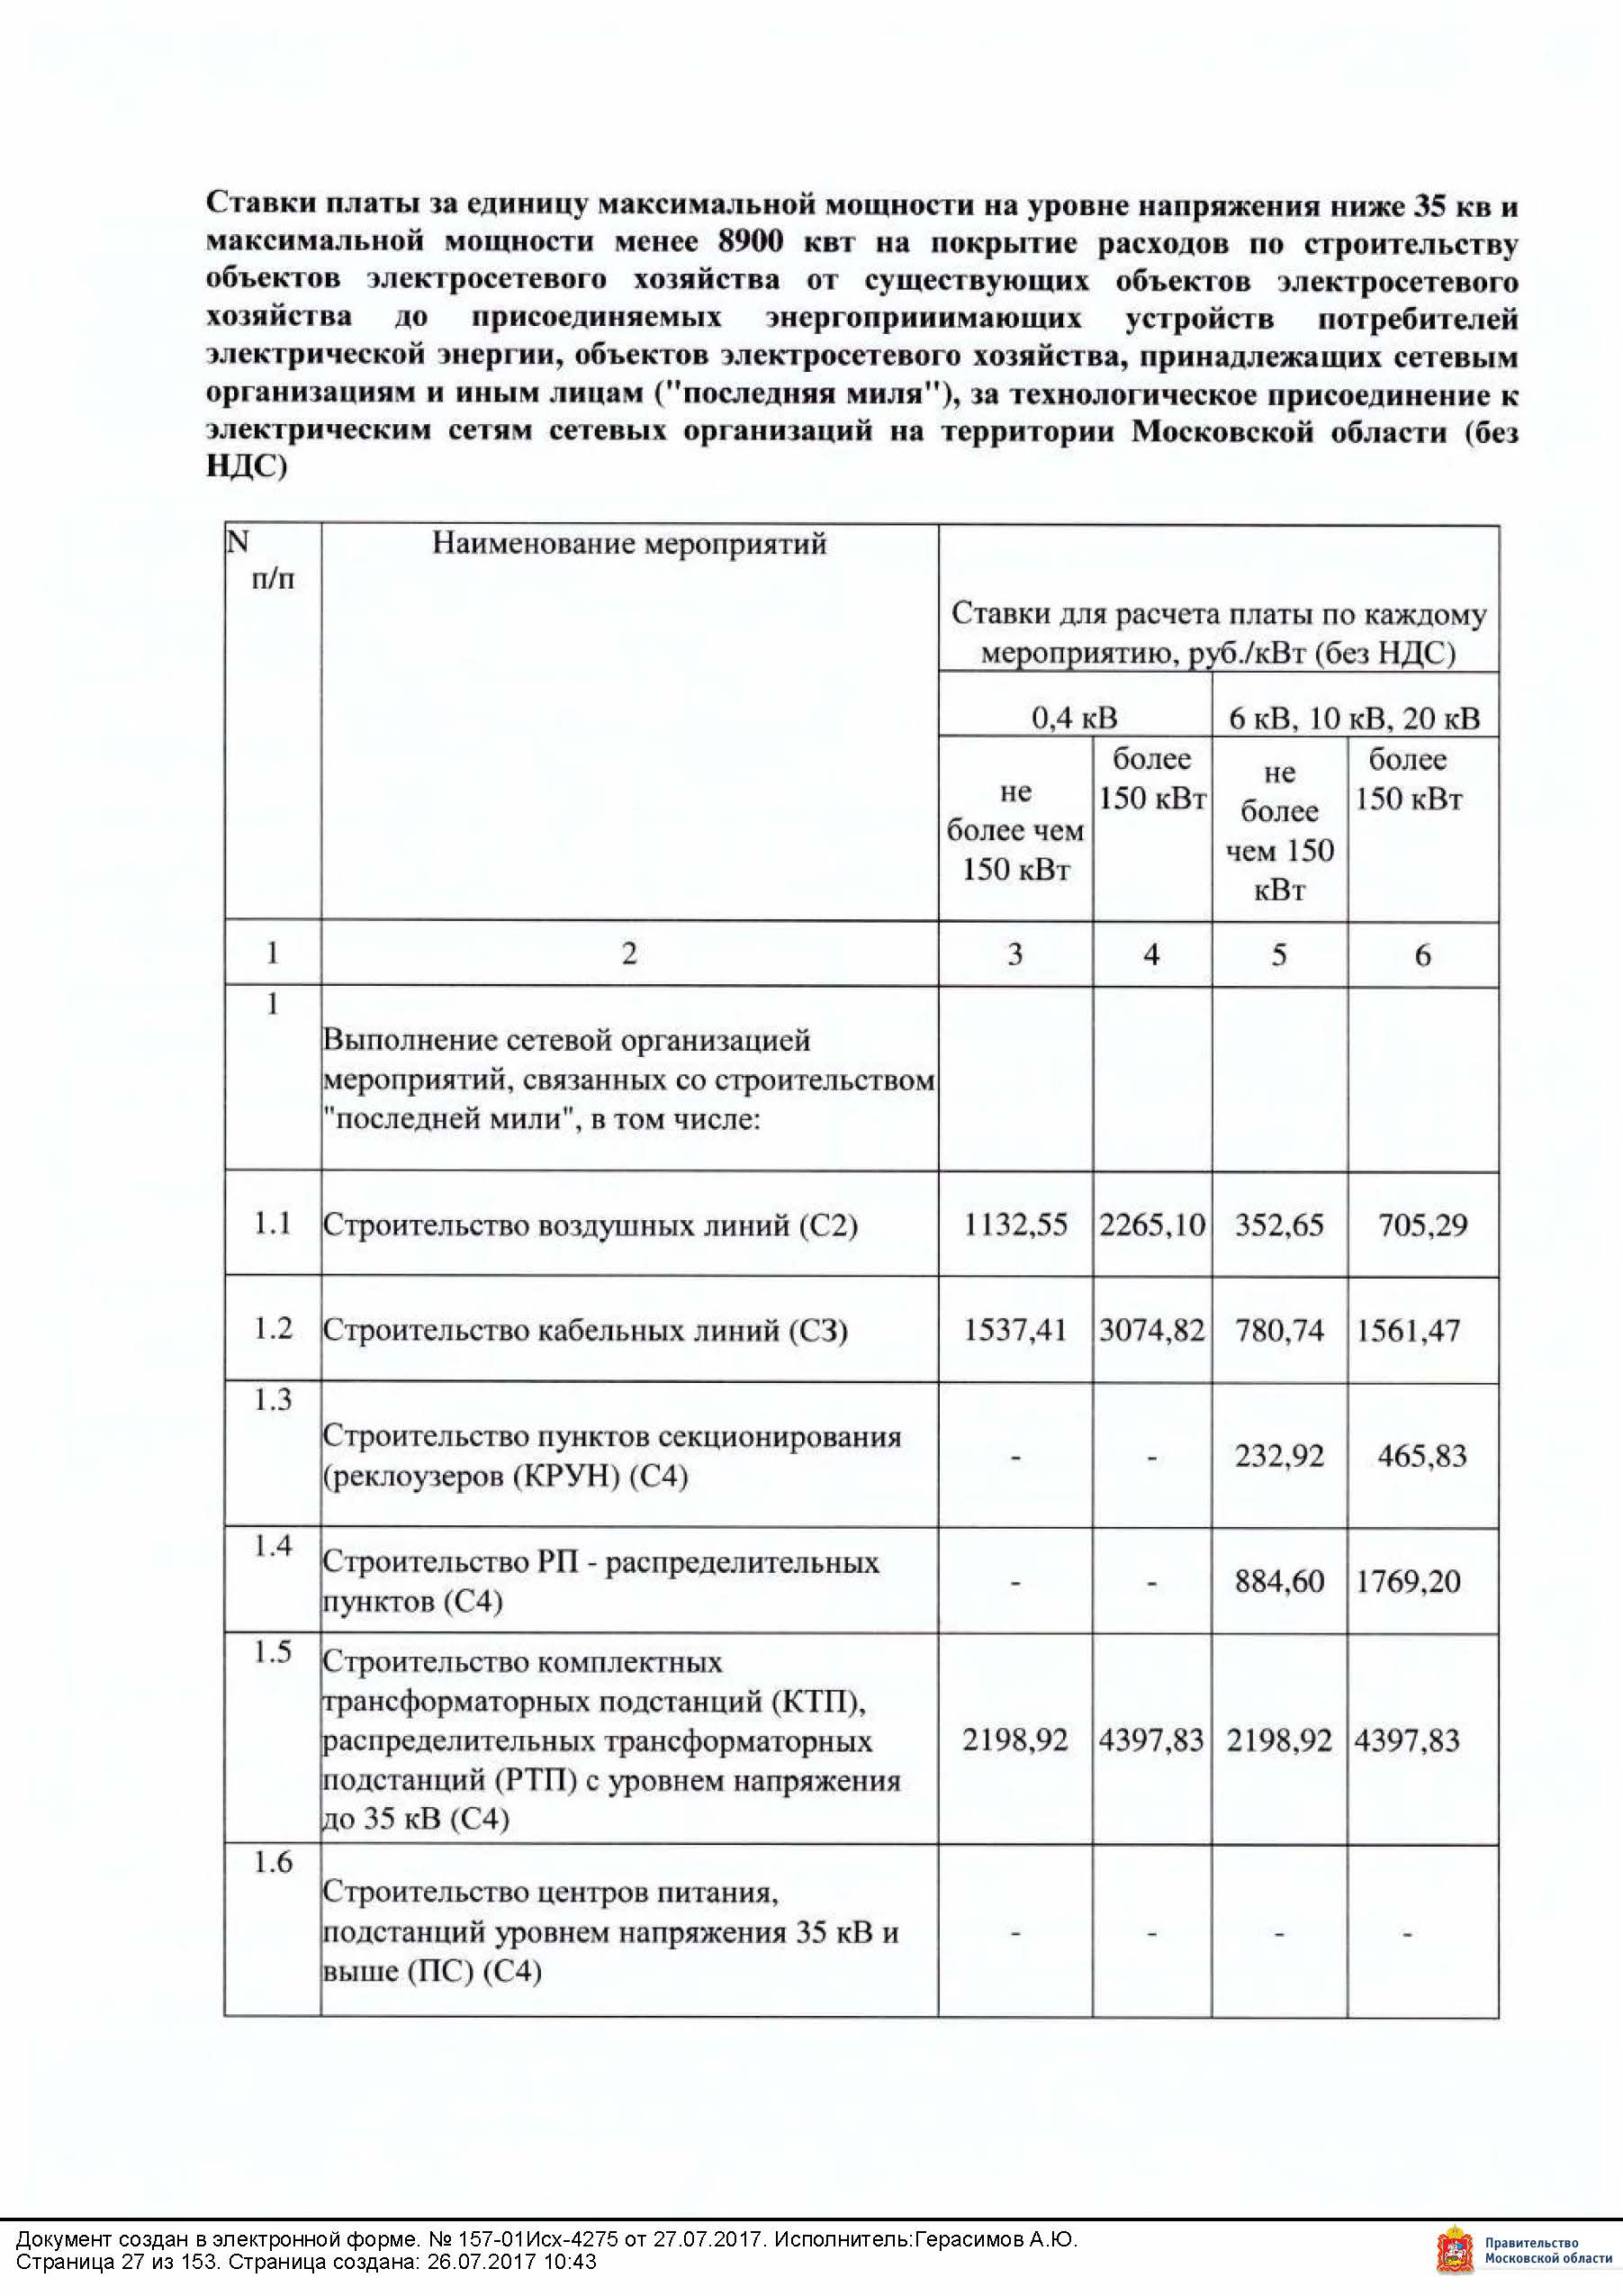 Ставки платы за единицу максимальной мощности на уровне напряжения ниже 35 кв и
максимальной мощности менее 8900 квт на покрытие расходов по строительству
объектов электросетевого хозяйства от существующих объектов электросетевого
хозяйства до присоединяемых энергоприиимающих устройств потребителей
электрической энергии, объектов электросетевого хозяйства, принадлежащих сетевым
организациям и иным лицам ("последняя миля"), за технологическое присоединение к
электрическим сетям сетевых организаций на территории Московской области (без
НДС)
N
п/п
Наименование мероприятий
Ставки для расчета платы по каждому
мероприятию, руб./кВт (без НДС)
0,4 кВ
6 кВ, 10 кВ, 20 кВ
не
более чем
150 кВт
более
150 кВт
не
более
чем 150
кВт
более
150 кВт
1 2 3 4 5 6
1
Выполнение сетевой организацией
мероприятий, связанных со строительством
"последней мили", в том числе:
1.1 Строительство воздушных линий (С2) 1132,55 2265,10 352,65 705,29
1.2 Строительство кабельных линий (С3) 1537,41 3074,82 780,74 1561,47
1.3
Строительство пунктов секционирования
(реклоузеров (КРУН) (С4)
- - 232,92 465,83
1.4
Строительство РП - распределительных
пунктов (С4)
- - 884,60 1769,20
1.5
Строительство комплектных
трансформаторных подстанций (КТП),
распределительных трансформаторных
подстанций (РТП) с уровнем напряжения
до 35 кВ (С4)
2198,92 4397,83 2198,92 4397,83
1.6
Строительство центров питания,
подстанций уровнем напряжения 35 кВ и
выше (ПС) (С4)
- - - -
Документ создан в электронной форме. № 157-01Исх-4275 от 27.07.2017. Исполнитель:Герасимов А.Ю.
Страница 27 из 153. Страница создана: 26.07.2017 10:43
Правительство
Московской области